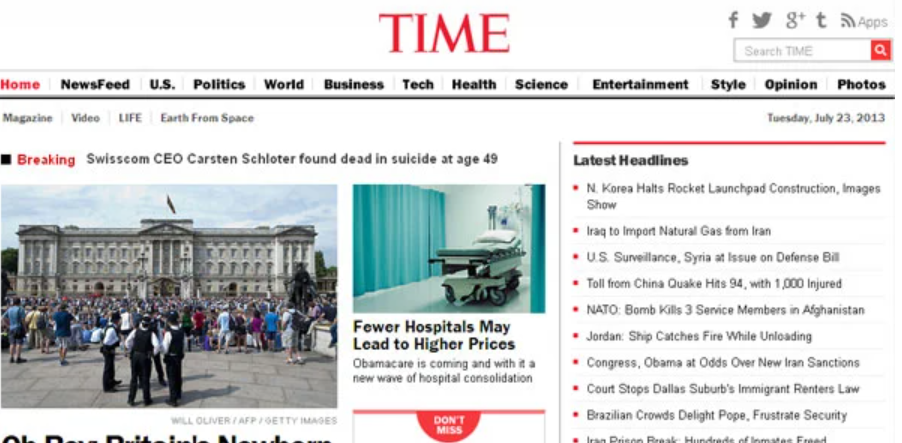 TIME
f g+ t Apps
Search TIME
Home NewsFeed U.S. Politics World Business Tech Health Science Entertainment Style Opinion Photos
Magazine Video LIFE Earth From Space
Tuesday, July 23, 2013
Breaking Swisscom CEO Carsten Schloter found dead in suicide at age 49
WILL OLIVER / AFP / GETTY IMAGES
Oh Boy: Britain's Newborn
Fewer Hospitals May
Lead to Higher Prices
Obamacare is coming and with it a
new wave of hospital consolidation
DON'T
MISS
Latest Headlines
N. Korea Halts Rocket Launchpad Construction, Images
Show
Iraq to Import Natural Gas from Iran
U.S. Surveillance, Syria at Issue on Defense Bill
Toll from China Quake Hits 94, with 1,000 Injured
NATO: Bomb Kills 3 Service Members in Afghanistan
Jordan: Ship Catches Fire While Unloading
Congress, Obama at Odds Over New Iran Sanctions
Court Stops Dallas Suburb's Immigrant Renters Law
Brazilian Crowds Delight Pope, Frustrate Security
Iraq Prison Break: Hundreds of Inmates Freed